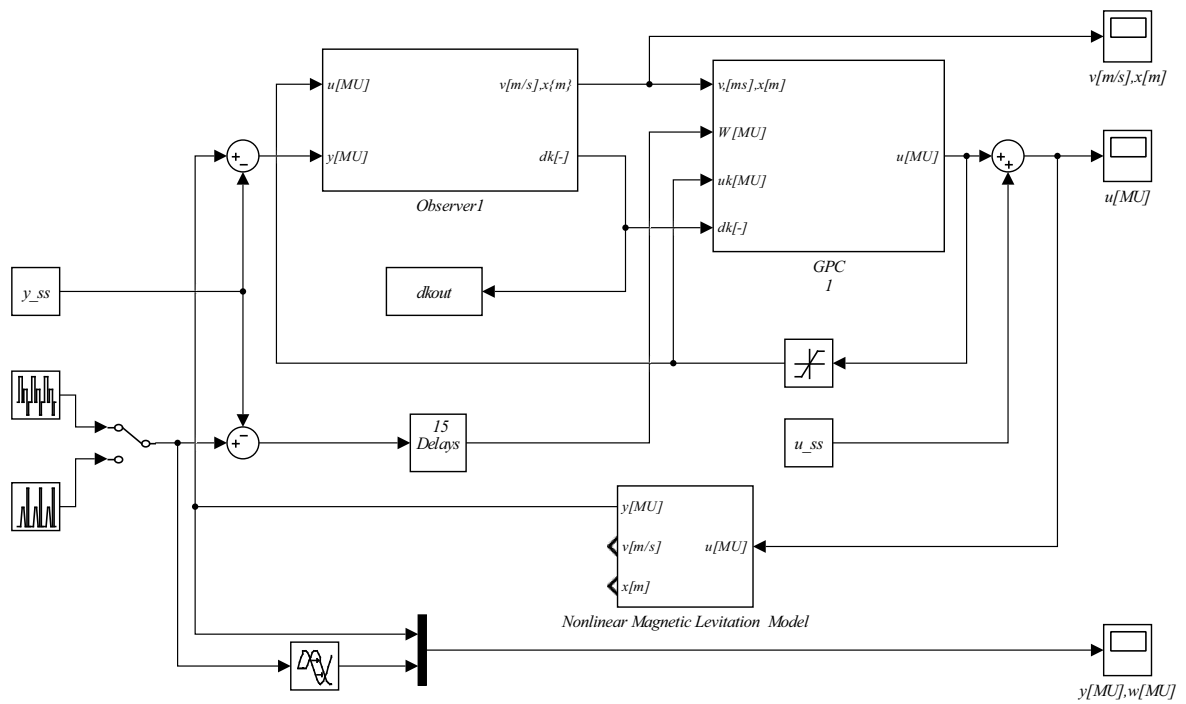 v[m/s],x[m]
u[MU]
v[m/s],x{m}
y[MU]
dk[-]
Observer1
v,[ms],x[m]
W [MU]
uk[MU]
dk[-]
u[MU]
GPC
1
u[MU]
y_ss
dkout
15
Delays
u_ss
y[MU]
v[m/s]
x[m]
u[MU]
Nonlinear Magnetic Levitation Model
y[MU],w[MU]